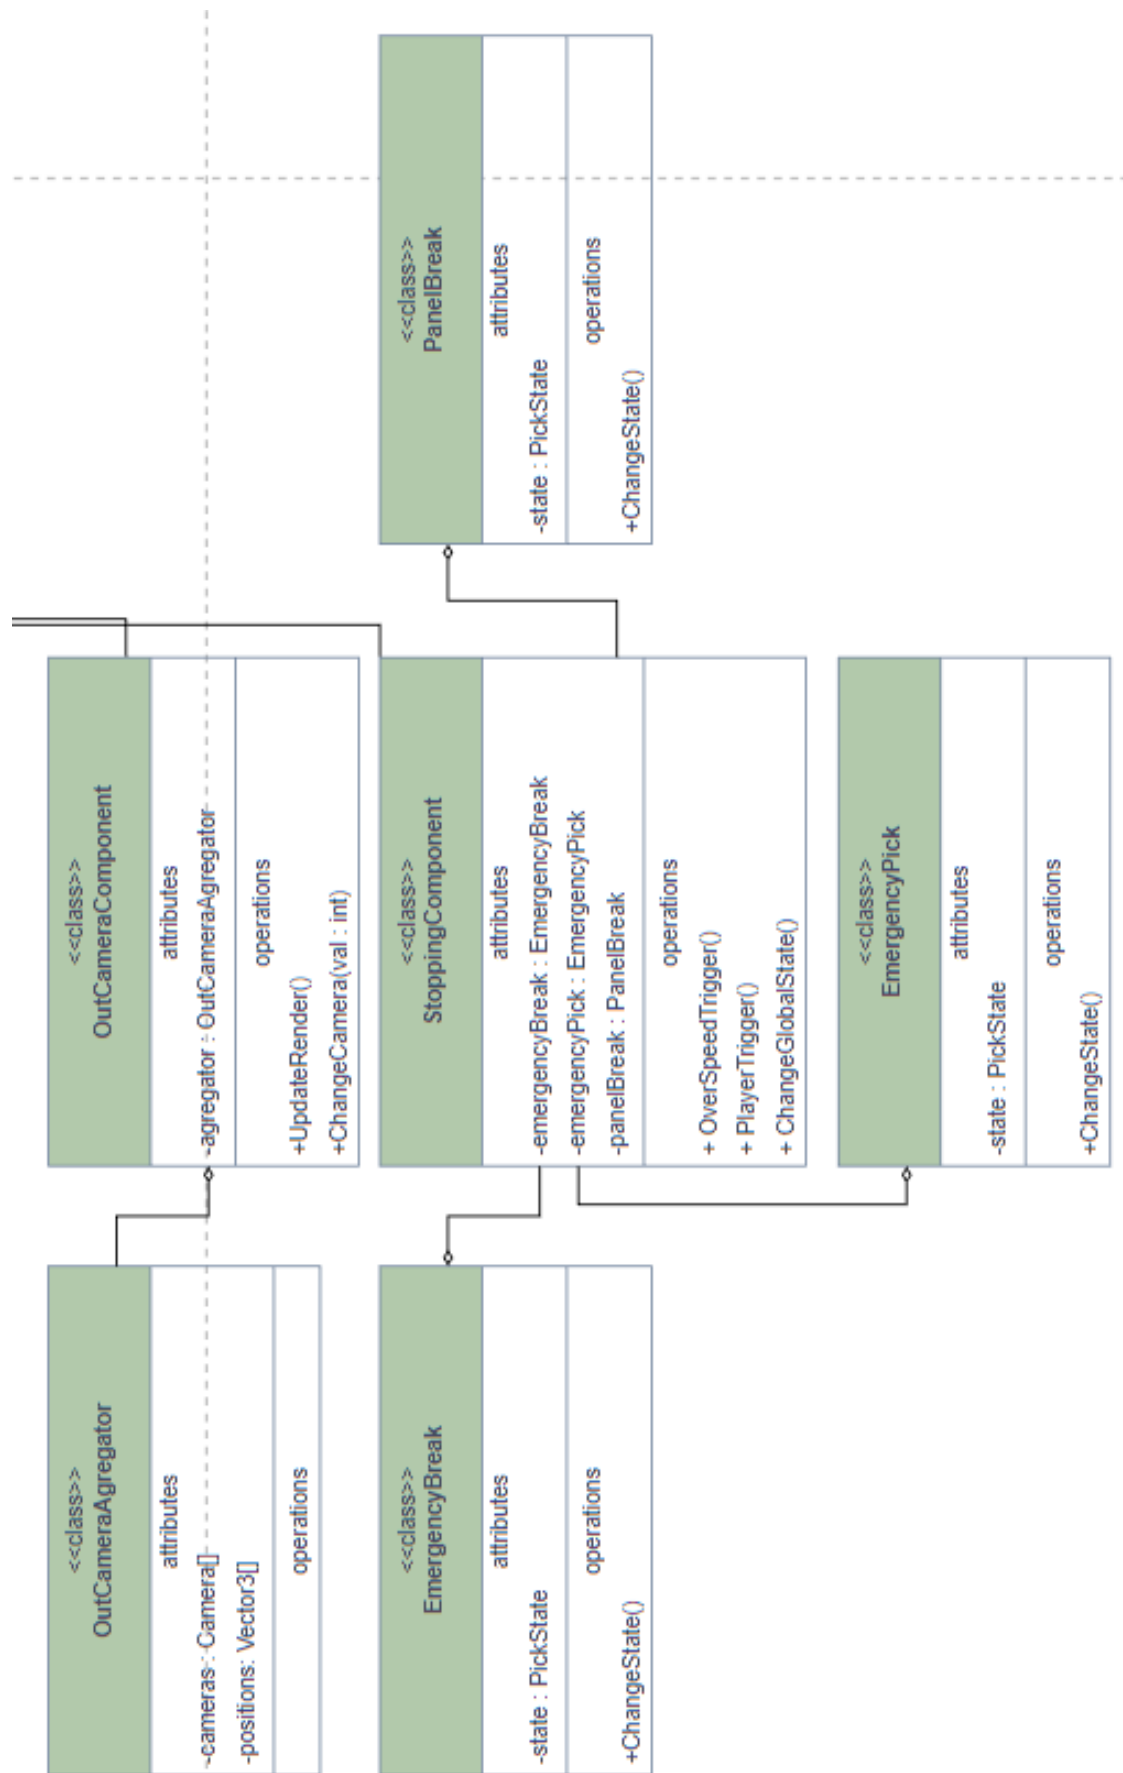 <<class>>
OutCameraAgregator
attributes
-cameras : Camera[]
-positions: Vector3[]
operations
<<class>>
OutCameraComponent
attributes
-agregator : OutCameraAgregator
operations
+UpdateRender()
+ChangeCamera(val : int)
<<class>>
EmergencyBreak
attributes
-state : PickState
operations
+ChangeState()
<<class>>
StoppingComponent
attributes
-emergencyBreak : EmergengyBreak
-emergicyPick : EmergencyPick
-panelBreak : PanelBreak
operations
+ OverSpeedTrigger()
+ PlayerTrigger()
+ ChangeGlobalState()
<<class>>
PanelBreak
attributes
-state : PickState
operations
+ChangeState()
<<class>>
EmergencyPick
attributes
-state : PickState
operations
+ChangeState()